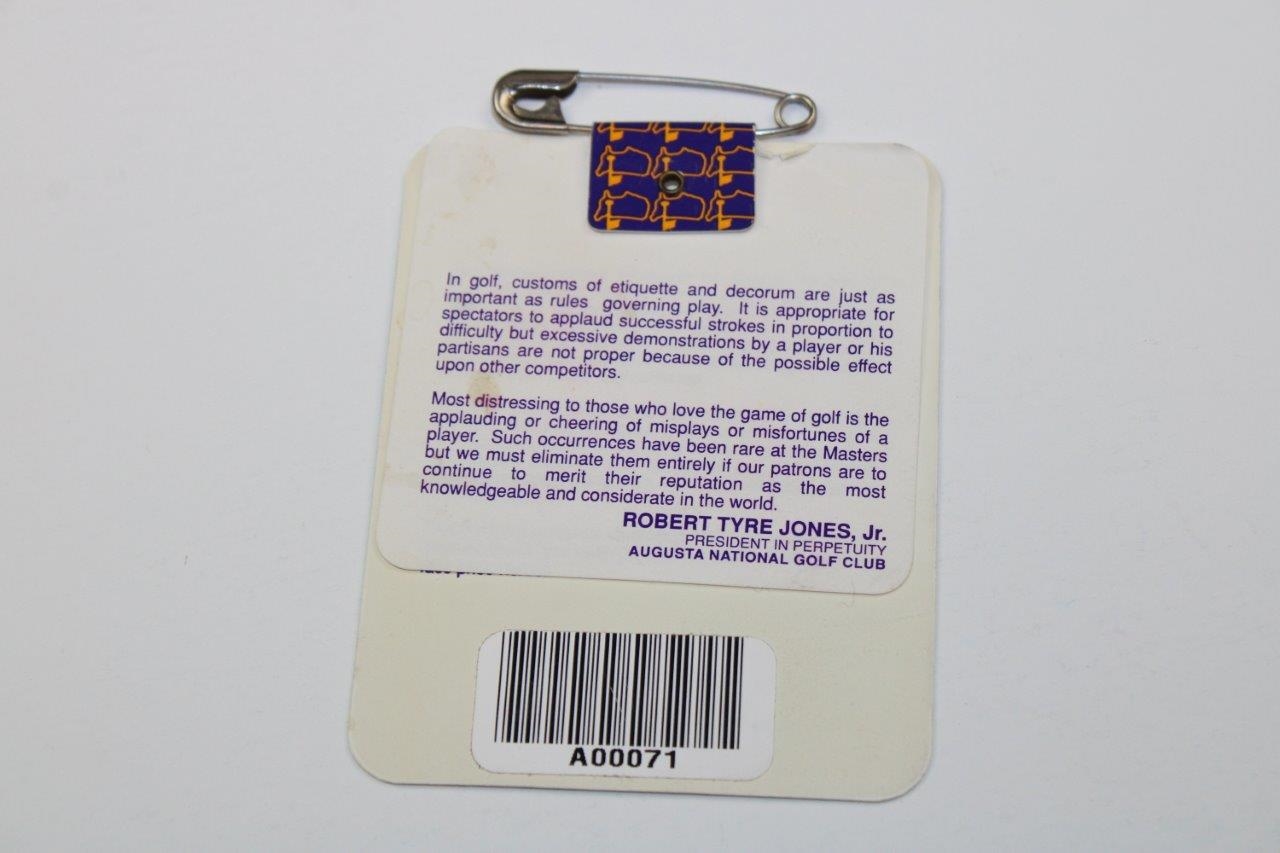 In golf, customs of etiquette and decorum are just as
important as rules governing play. It is appropriate for
spectators to applaud successful strokes in proportion to
difficulty but excessive demonstrations by a player or his
partisans are not proper because of the possible effect
upon other competitors.
Most distressing to those who love the game of golf is the
applauding or cheering of misplays or misfortunes of a
player. Such occurrences have been rare at the Masters
but we must eliminate them entirely if our patrons are to
continue to merit their reputation as the most
knowledgeable and considerate in the world.
ROBERT TYRE JONES, Jr.
PRESIDENT IN PERPETUITY
AUGUSTA NATIONAL GOLF CLUB
A00071